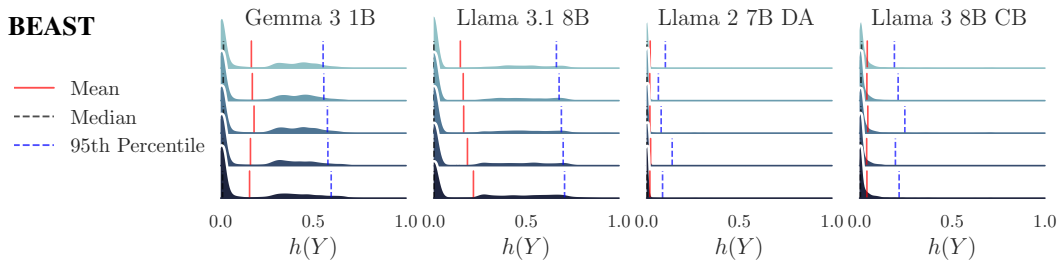 BEAST
Gemma 3 1B
Llama 3.1 8B
Llama 2 7B DA
Llama 3 8B CB
Mean
Median
95th Percentile
0.0 0.5 1.0
0.0 0.5 1.0
0.0 0.5 1.0
0.0 0.5 1.0
h(Y)
h(Y)
h(Y)
h(Y)